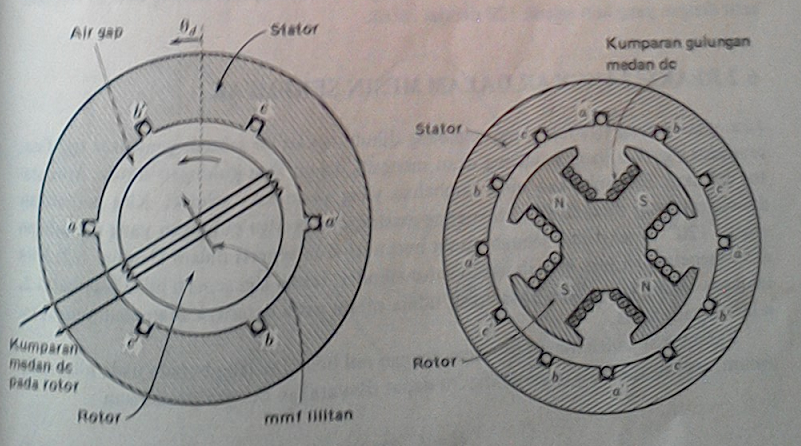 Air gap
θd
Stator
b'
c
a
a'
c'
b
Kumparan
medan dc
pada rotor
Rotor
mmf lilitan
Kumparan gulungan
medan dc
Stator
a'
c
b
b
c'
N
S
a
a
S
N
c'
b'
Rotor
b
c
a'